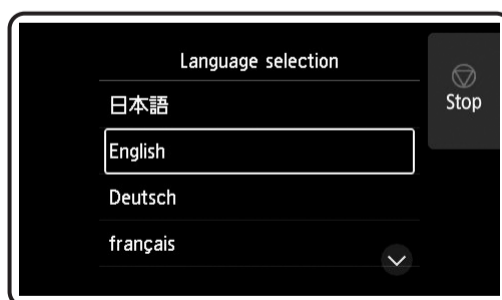 Language selection
Stop
日本語
English
Deutsch
français